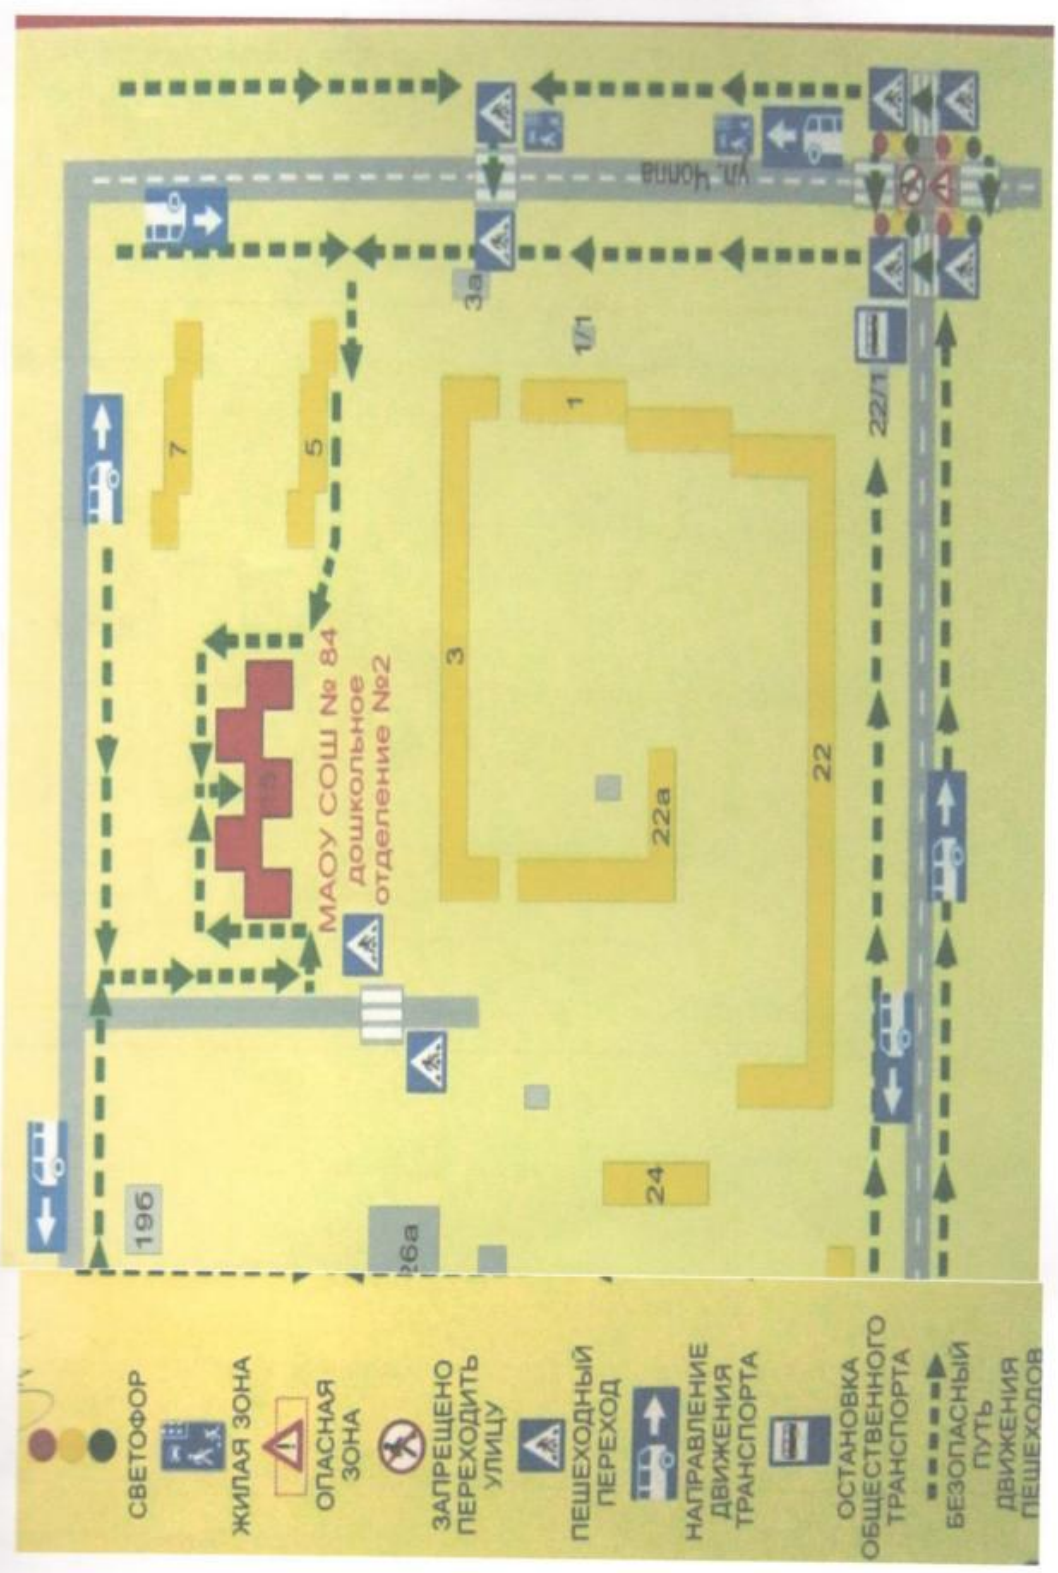 ул. Чоппа
3а
1/1
7
5
1
22/1
3
МАОУ СОШ № 84
дошкольное
отделение №2
22
22а
24
19б
26а
СВЕТОФОР
ЖИЛАЯ ЗОНА
ОПАСНАЯ
ЗОНА
ЗАПРЕЩЕНО
ПЕРЕХОДИТЬ
УЛИЦУ
ПЕШЕХОДНЫЙ
ПЕРЕХОД
НАПРАВЛЕНИЕ
ДВИЖЕНИЯ
ТРАНСПОРТА
ОСТАНОВКА
ОБЩЕСТВЕННОГО
ТРАНСПОРТА
БЕЗОПАСНЫЙ
ПУТЬ
ДВИЖЕНИЯ
ПЕШЕХОДОВ